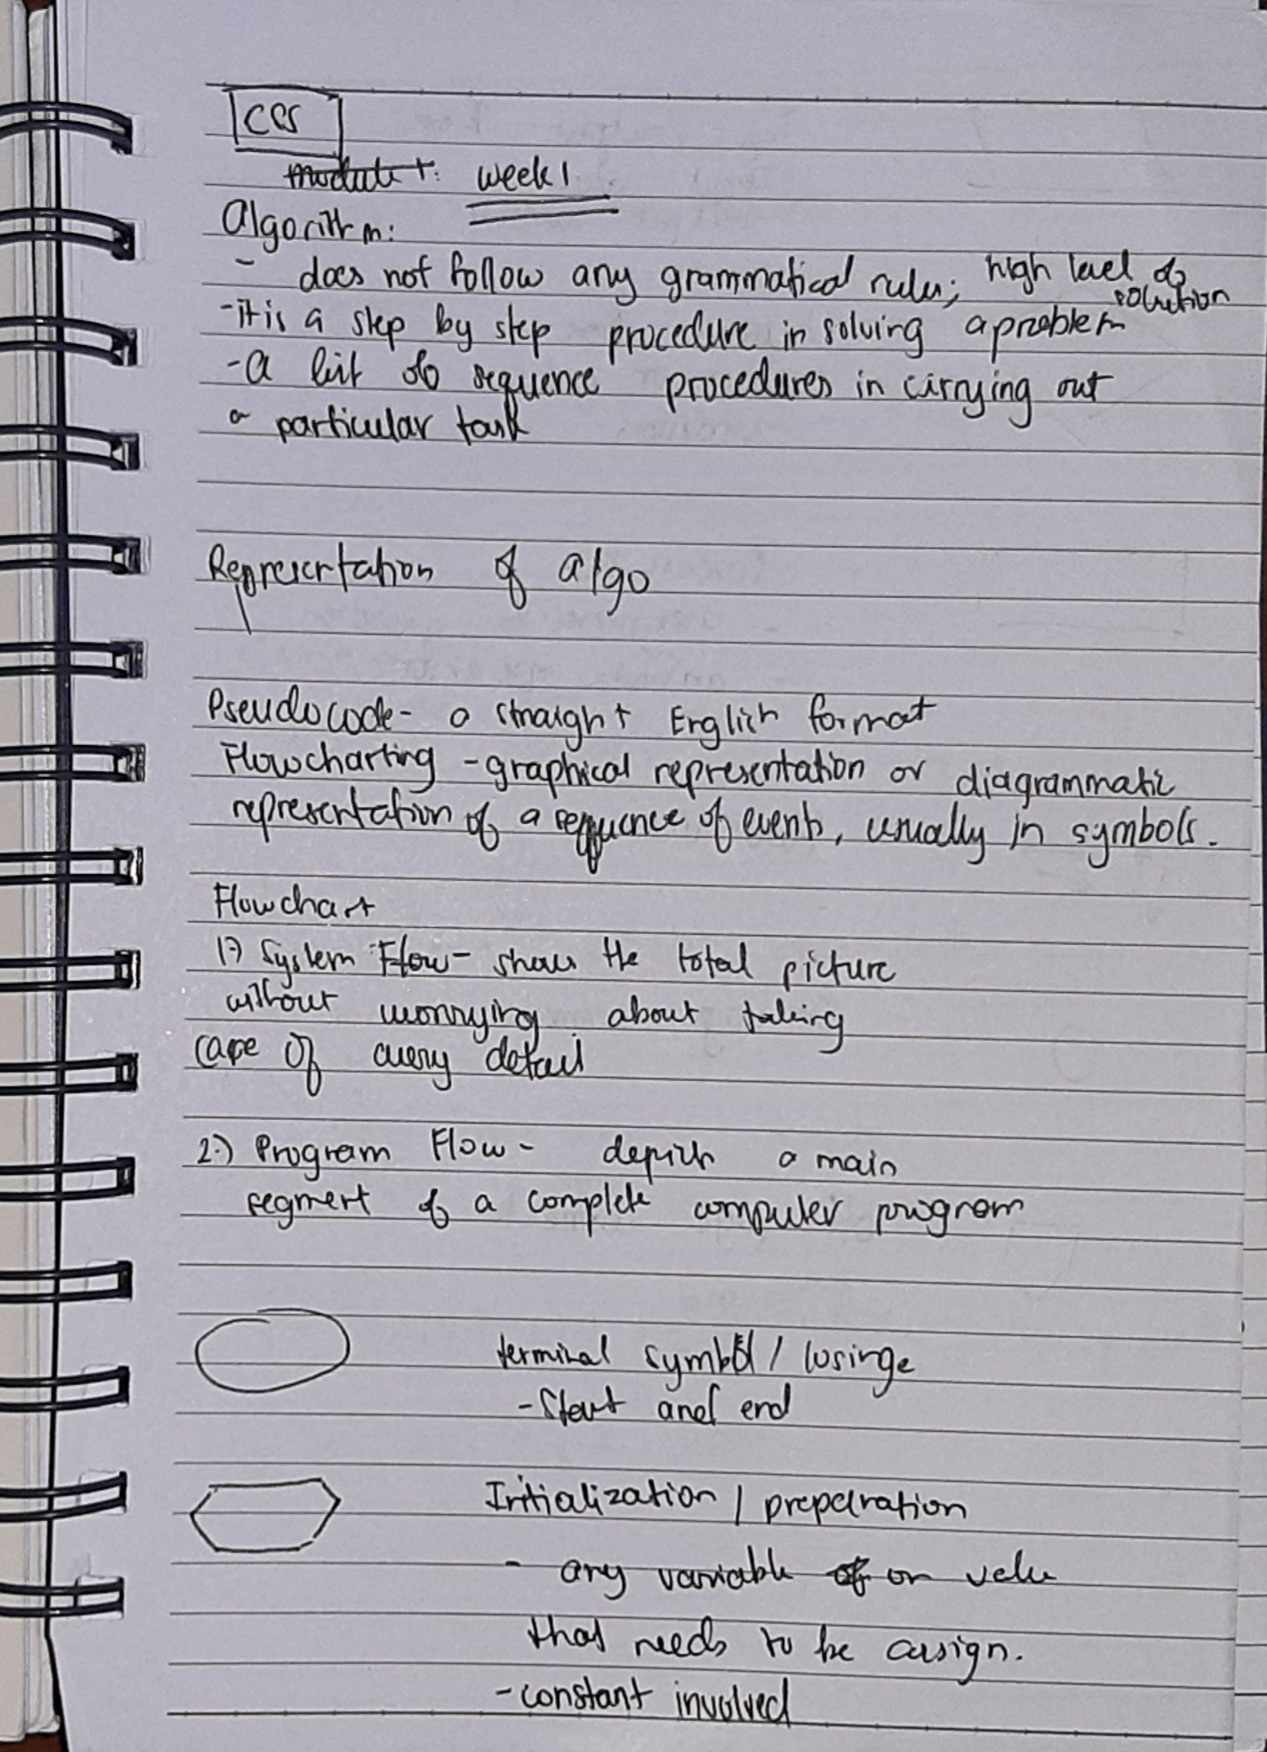 CCS
week 1
Algorithm:
- does not follow any grammatical rules; high level of
solution
- it is a step by step procedure in solving a problem
- a list of sequence procedures in carrying out
a particular task
Representation of algo
Pseudocode - a straight English format
Flowcharting - graphical representation or diagrammatic
representation of a sequence of events, usually in symbols.
Flowchart
1.) System Flow - shows the total picture
without worrying about taking
care of every detail
2.) Program Flow - depicts a main
segment of a complete computer program
terminal symbol /
- Start and end
Initialization / preparation
- any variable or value
that needs to be assign.
- constant involved